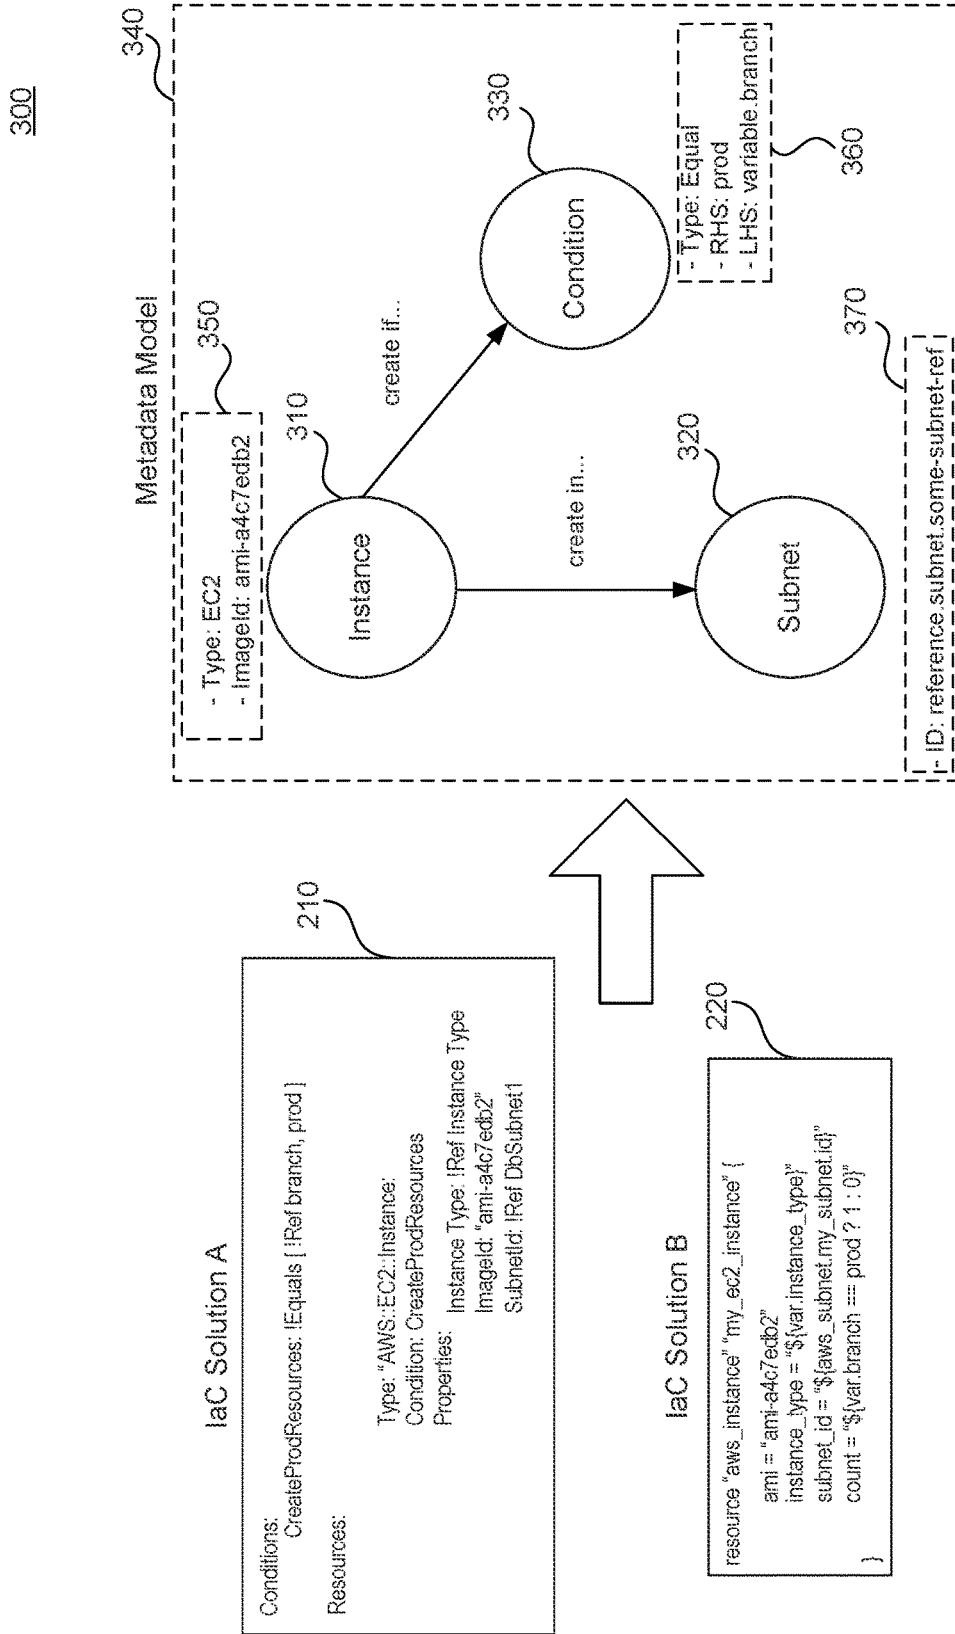 300
IaC Solution A
210
Conditions:
CreateProdResources: !Equals [ !Ref branch, prod ]
Resources:
Type: “AWS::EC2::Instance:
Condition: CreateProdResources
Properties:
Instance Type: !Ref Instance Type
ImageId: “ami-a4c7edb2”
SubnetId: !Ref DbSubnet1
IaC Solution B
220
resource “aws_instance” “my_ec2_instance” {
ami = “ami-a4c7edb2”
instance_type = “${var.instance_type}”
subnet_id = “${aws_subnet.my_subnet.id}”
count = “${var.branch == prod ? 1 : 0}”
}
Metadata Model
340
350
- Type: EC2
- ImageId: ami-a4c7edb2
310
Instance
create if...
330
Condition
- Type: Equal
- RHS: prod
- LHS: variable.branch
360
create in...
320
Subnet
370
- ID: reference.subnet.some-subnet-ref